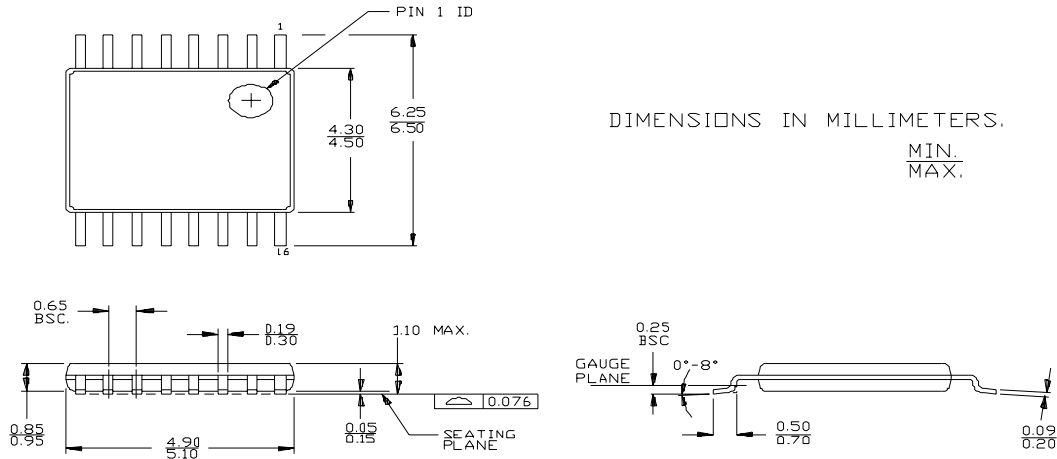 PIN 1 ID
1
6.25
6.50
4.30
4.50
DIMENSIONS IN MILLIMETERS.
MIN.
MAX.
16
0.65
BSC.
0.19
0.30
1.10 MAX.
0.25
BSC
GAUGE
PLANE
0°-8°
0.076
0.85
0.95
4.90
5.10
0.05
0.15
SEATING
PLANE
0.50
0.70
0.09
0.20